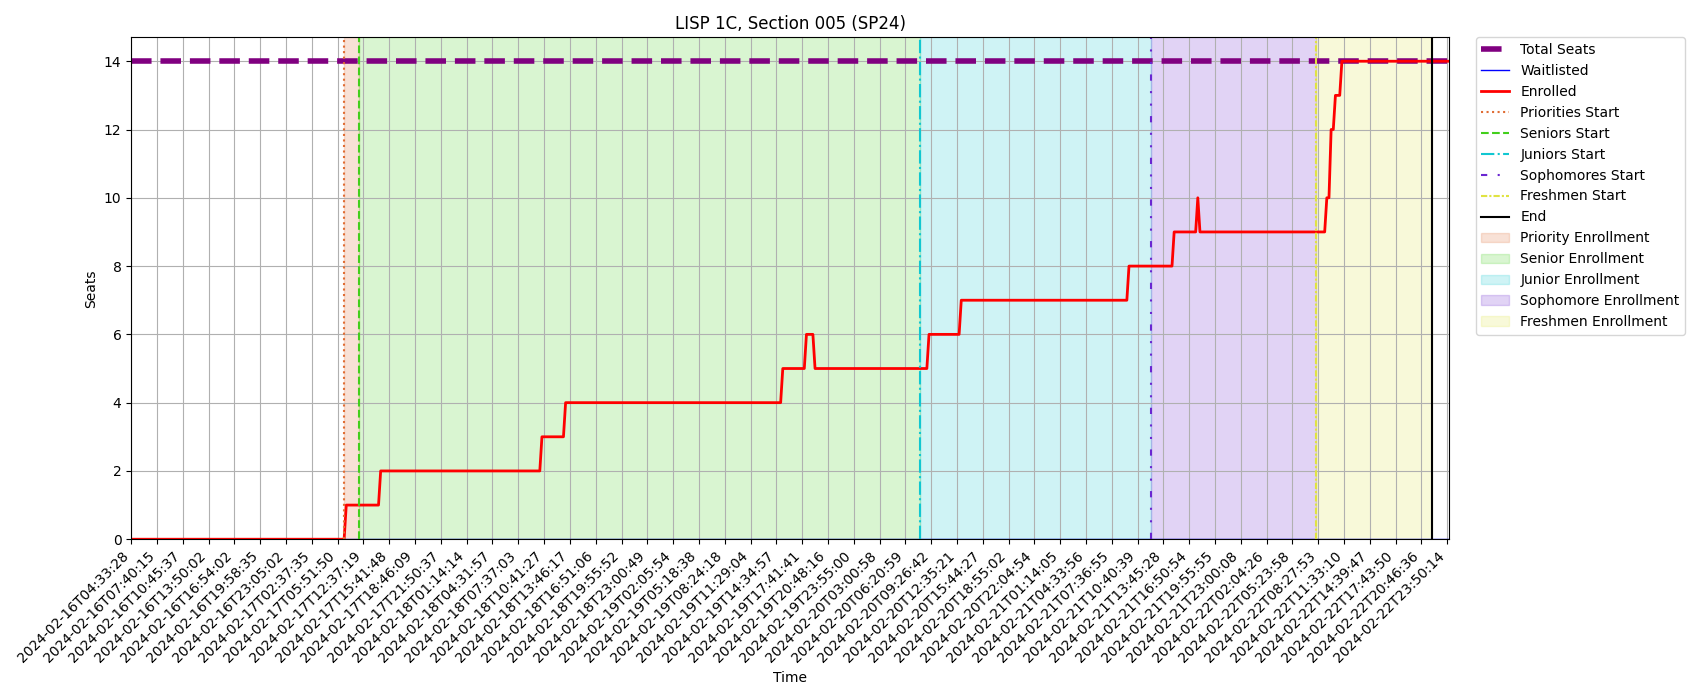 LISP 1C, Section 005 (SP24)
Seats
14
12
10
8
6
4
2
0
2024-02-16T04:33:28
2024-02-16T07:40:15
2024-02-16T10:45:37
2024-02-16T13:50:02
2024-02-16T16:54:02
2024-02-16T19:58:35
2024-02-16T23:05:02
2024-02-17T02:37:35
2024-02-17T05:51:50
2024-02-17T12:37:19
2024-02-17T15:41:48
2024-02-17T18:46:09
2024-02-17T21:50:37
2024-02-18T01:14:14
2024-02-18T04:31:57
2024-02-18T07:37:03
2024-02-18T10:41:27
2024-02-18T13:46:17
2024-02-18T16:51:06
2024-02-18T19:55:52
2024-02-18T23:00:49
2024-02-19T02:05:54
2024-02-19T05:18:38
2024-02-19T08:24:18
2024-02-19T11:29:04
2024-02-19T14:34:57
2024-02-19T17:41:41
2024-02-19T20:48:16
2024-02-19T23:55:00
2024-02-20T03:00:58
2024-02-20T06:20:59
2024-02-20T09:26:42
2024-02-20T12:35:21
2024-02-20T15:44:27
2024-02-20T18:55:02
2024-02-20T22:04:54
2024-02-21T01:14:05
2024-02-21T04:33:56
2024-02-21T07:36:55
2024-02-21T10:40:39
2024-02-21T13:45:28
2024-02-21T16:50:54
2024-02-21T19:55:55
2024-02-21T23:00:08
2024-02-22T02:04:26
2024-02-22T05:23:58
2024-02-22T08:27:53
2024-02-22T11:33:10
2024-02-22T14:39:47
2024-02-22T17:43:50
2024-02-22T20:46:36
2024-02-22T23:50:14
Time
Total Seats
Waitlisted
Enrolled
Priorities Start
Seniors Start
Juniors Start
Sophomores Start
Freshmen Start
End
Priority Enrollment
Senior Enrollment
Junior Enrollment
Sophomore Enrollment
Freshmen Enrollment